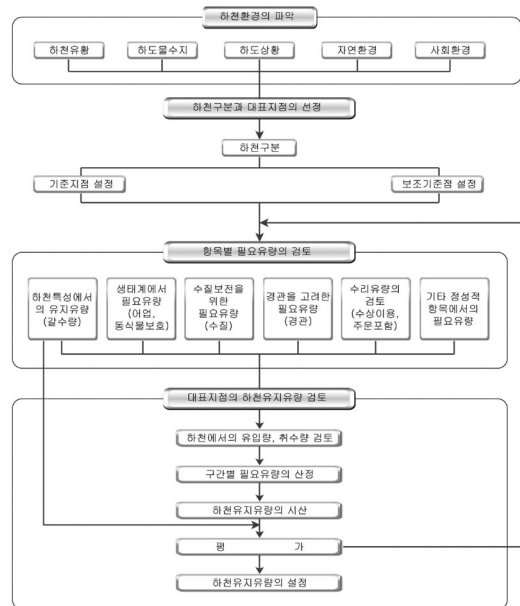 하천환경의 파악
하천유황
하도물수지
하도상황
자연환경
사회환경
하천구분과 대표지점의 선정
하천구분
기준지점 설정
보조기준점 설정
항목별 필요유량의 검토
하천특성에서
의 유지유량
(갈수량)
생태계에서
필요유량
(어업,
동식물보호)
수질보전을
위한
필요유량
(수질)
경관을 고려한
필요유량
(경관)
수리유량의
검토
(수상이용,
주운포함)
기타 정성적
항목에서의
필요유량
대표지점의 하천유지유량 검토
하천에서의 유입량, 취수량 검토
구간별 필요유량의 산정
하천유지유량의 시산
평 가
하천유지유량의 설정